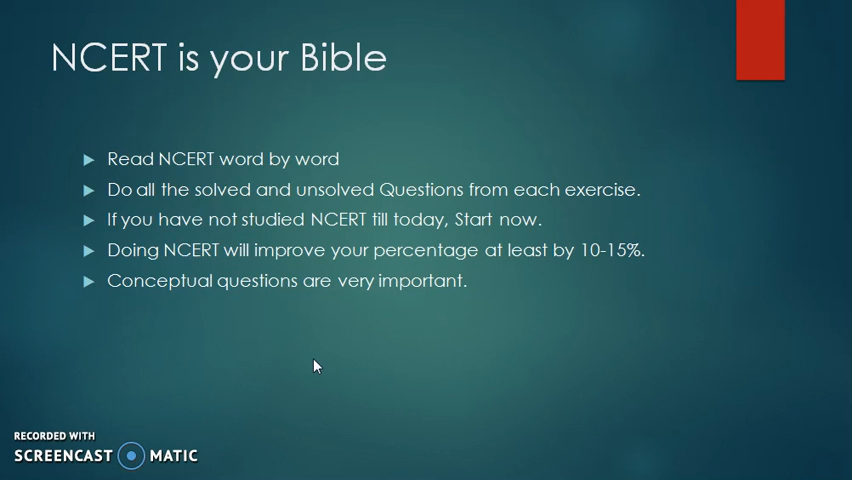 NCERT is your Bible
Read NCERT word by word
Do all the solved and unsolved Questions from each exercise.
If you have not studied NCERT till today, Start now.
Doing NCERT will improve your percentage at least by 10-15%.
Conceptual questions are very important.
RECORDED WITH
SCREENCAST MATIC